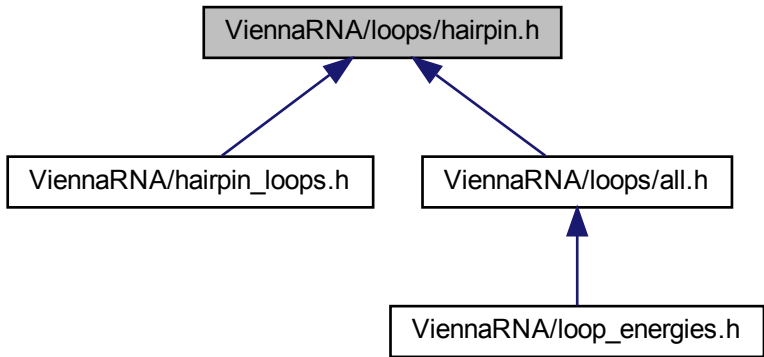 ViennaRNA/loops/hairpin.h
ViennaRNA/hairpin_loops.h
ViennaRNA/loops/all.h
ViennaRNA/loop_energies.h